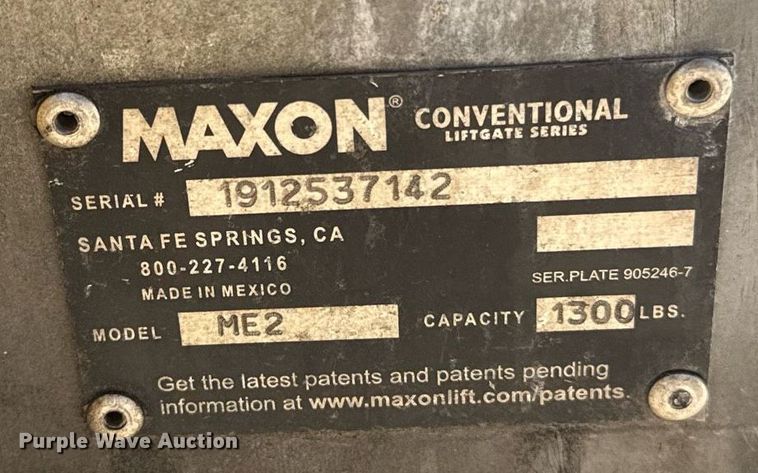 MAXON® CONVENTIONAL
LIFTGATE SERIES
SERIAL # 1912537142
SANTA FE SPRINGS, CA
800-227-4116
MADE IN MEXICO
SER.PLATE 905246-7
MODEL ME2 CAPACITY 1300 LBS.
Get the latest patents and patents pending
information at www.maxonlift.com/patents.
Purple Wave Auction